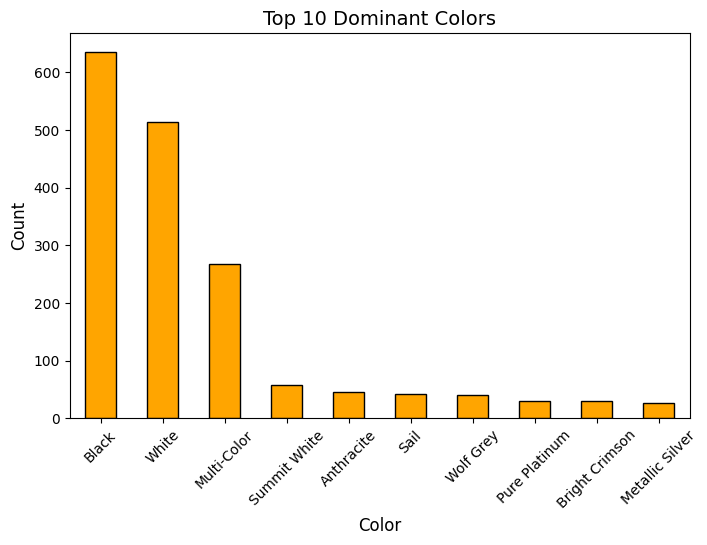 Top 10 Dominant Colors
Count
600
500
400
300
200
100
0
Black
White
Multi-Color
Summit White
Anthracite
Sail
Wolf Grey
Pure Platinum
Bright Crimson
Metallic Silver
Color